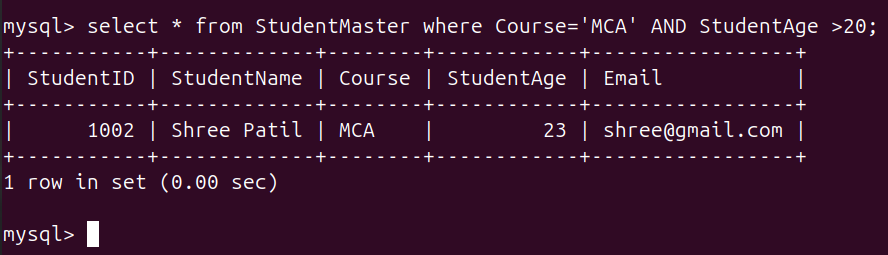 mysql> select * from StudentMaster where Course='MCA' AND StudentAge >20;
+-----------+--------------+--------+------------+-----------------+
| StudentID | StudentName  | Course | StudentAge | Email           |
+-----------+--------------+--------+------------+-----------------+
|      1002 | Shree Patil | MCA    |         23 | shree@gmail.com |
+-----------+--------------+--------+------------+-----------------+
1 row in set (0.00 sec)
mysql>